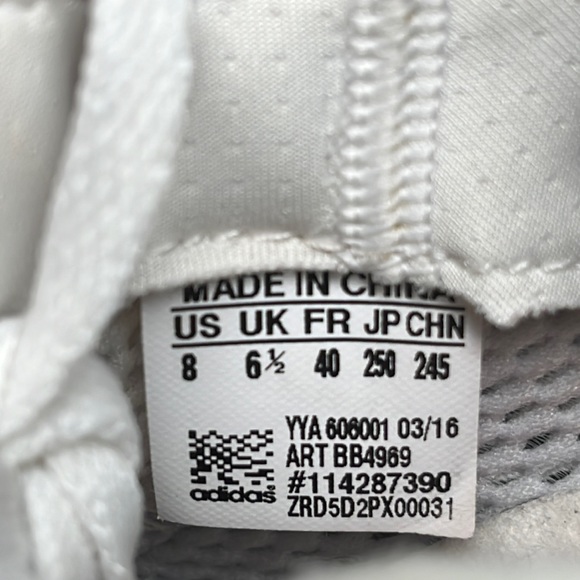 MADE IN CHINA
US UK FR JP CHN
8 6½ 40 250 245
YYA 606001 03/16
ART BB4969
#114287390
ZRD5D2PX00031
adidas